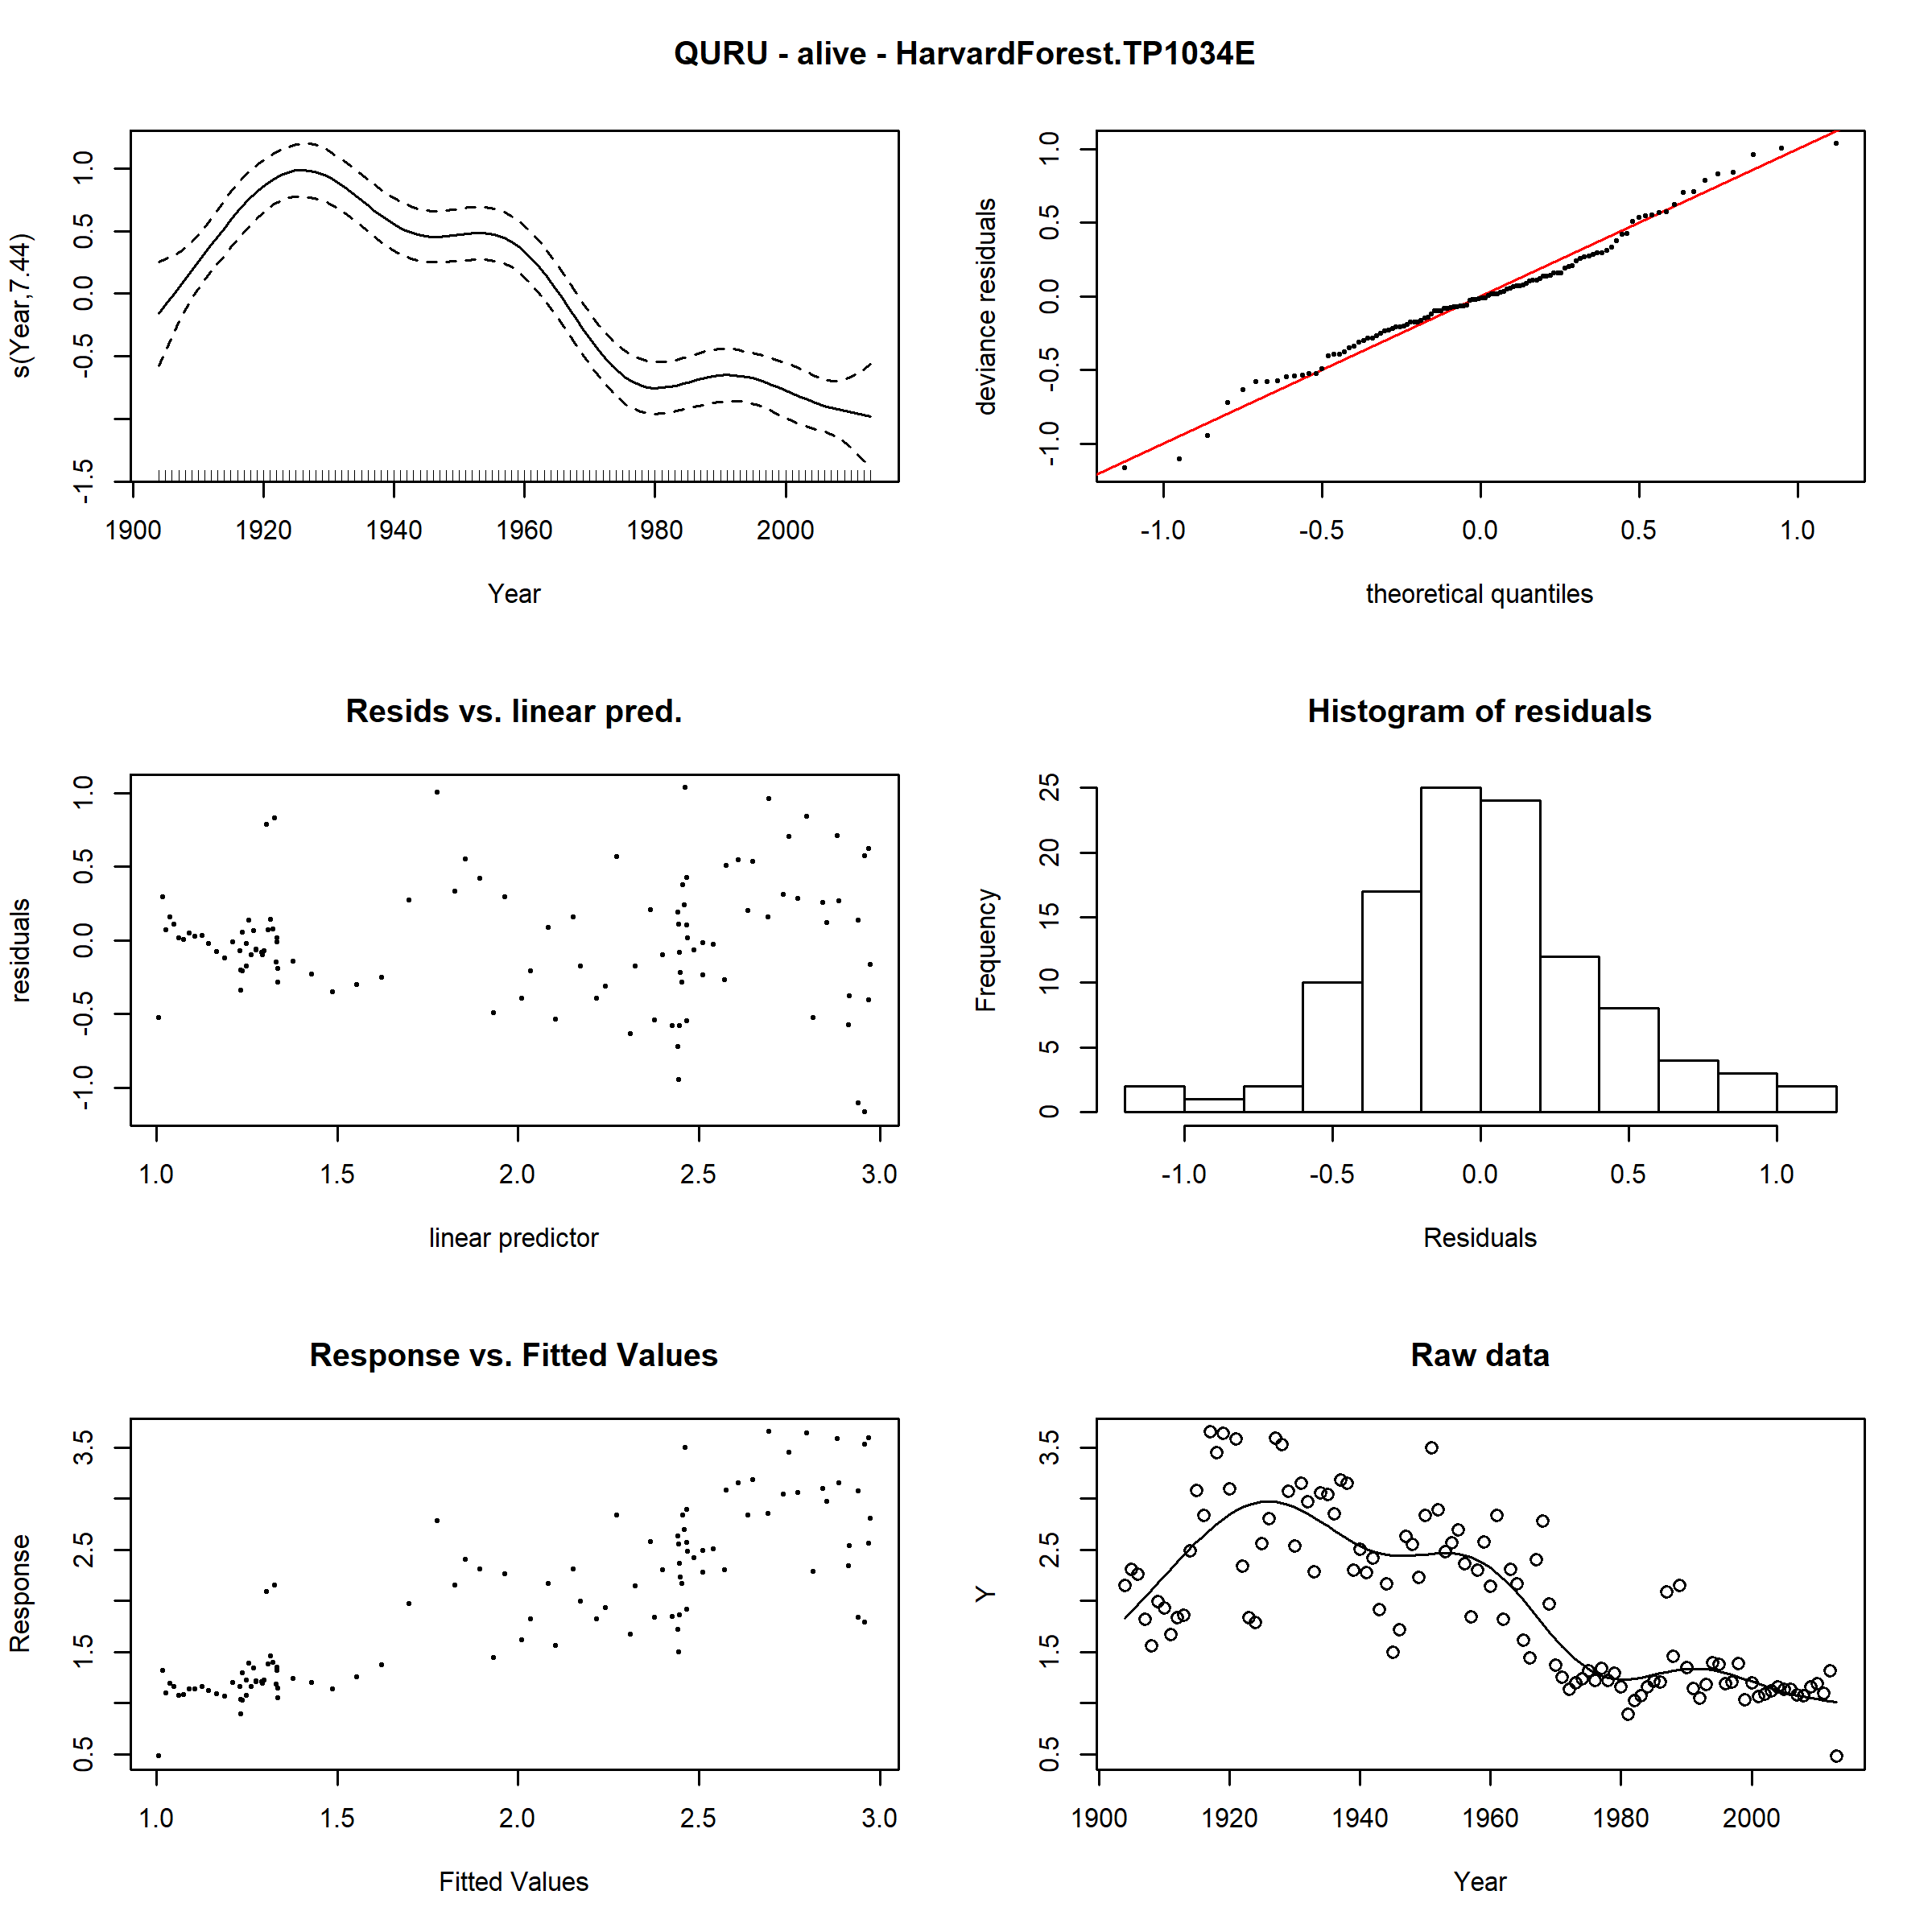 QURU - alive - HarvardForest.TP1034E
s(Year,7.44)
-1.5 -0.5 0.0 0.5 1.0
1900 1920 1940 1960 1980 2000
Year
deviance residuals
-1.0 -0.5 0.0 0.5 1.0
-1.0 -0.5 0.0 0.5 1.0
theoretical quantiles
Resids vs. linear pred.
residuals
-1.0 -0.5 0.0 0.5 1.0
1.0 1.5 2.0 2.5 3.0
linear predictor
Histogram of residuals
Frequency
0 5 10 15 20 25
-1.0 -0.5 0.0 0.5 1.0
Residuals
Response vs. Fitted Values
Response
0.5 1.5 2.5 3.5
1.0 1.5 2.0 2.5 3.0
Fitted Values
Raw data
Y
0.5 1.5 2.5 3.5
1900 1920 1940 1960 1980 2000
Year